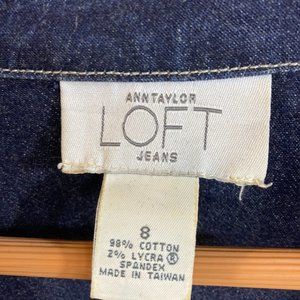 ANNTAYLOR
LOFT
JEANS
8
98% COTTON
2% LYCRA ®
SPANDEX
MADE IN TAIWAN